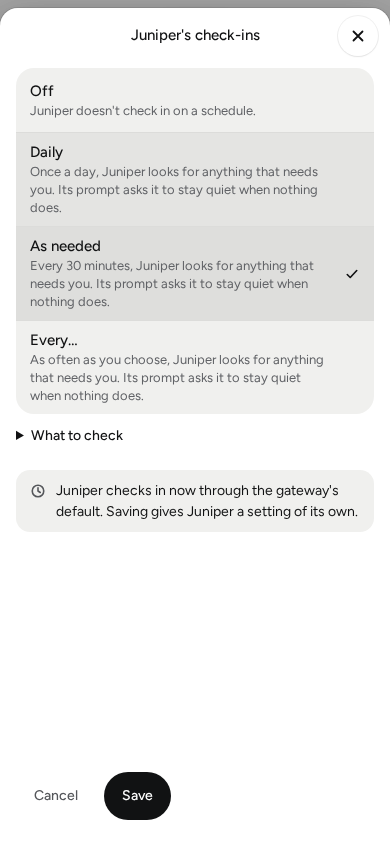 Juniper's check-ins
Off
Juniper doesn't check in on a schedule.
Daily
Once a day, Juniper looks for anything that needs
you. Its prompt asks it to stay quiet when nothing
does.
As needed
Every 30 minutes, Juniper looks for anything that
needs you. Its prompt asks it to stay quiet when
nothing does.
Every...
As often as you choose, Juniper looks for anything
that needs you. Its prompt asks it to stay quiet
when nothing does.
What to check
Juniper checks in now through the gateway's
default. Saving gives Juniper a setting of its own.
Cancel
Save